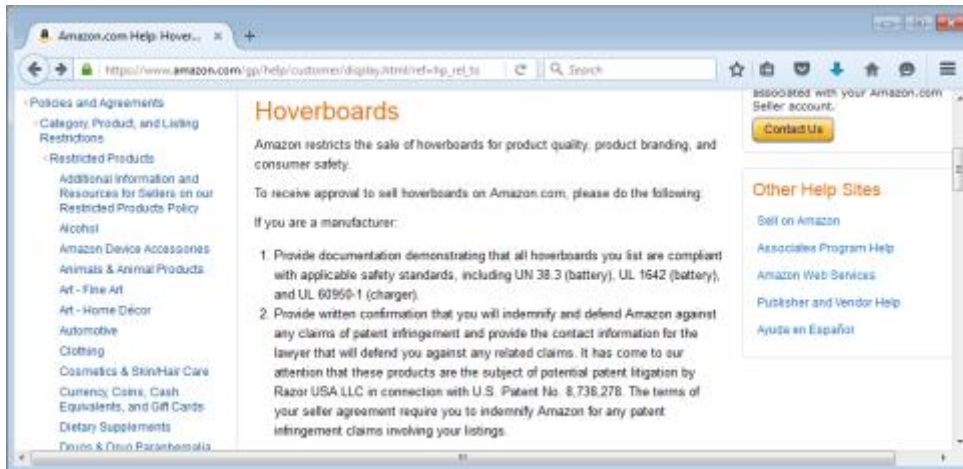 Amazon.com Help: Hover...
https://www.amazon.com/gp/help/customer/display.html/ref=hp_rel_to
Search
Policies and Agreements
Category, Product, and Listing
Restrictions
Restricted Products
Additional Information and
Resources for Sellers on our
Restricted Products Policy
Alcohol
Amazon Device Accessories
Animals & Animal Products
Art - Fine Art
Art - Home Décor
Automotive
Clothing
Cosmetics & Skin/Hair Care
Currency, Coins, Cash
Equivalents, and Gift Cards
Dietary Supplements
Drugs & Drug Paraphernalia
Hoverboards
Amazon restricts the sale of hoverboards for product quality, product branding, and
consumer safety.
To receive approval to sell hoverboards on Amazon.com, please do the following:
If you are a manufacturer:
1. Provide documentation demonstrating that all hoverboards you list are compliant
with applicable safety standards, including UN 38.3 (battery), UL 1642 (battery),
and UL 60950-1 (charger).
2. Provide written confirmation that you will indemnify and defend Amazon against
any claims of patent infringement and provide the contact information for the
lawyer that will defend you against any related claims. It has come to our
attention that these products are the subject of potential patent litigation by
Razor USA LLC in connection with U.S. Patent No. 8,738,278. The terms of
your seller agreement require you to indemnify Amazon for any patent
infringement claims involving your listings.
associated with your Amazon.com
Seller account.
Contact Us
Other Help Sites
Sell on Amazon
Associates Program Help
Amazon Web Services
Publisher and Vendor Help
Ayuda en Español